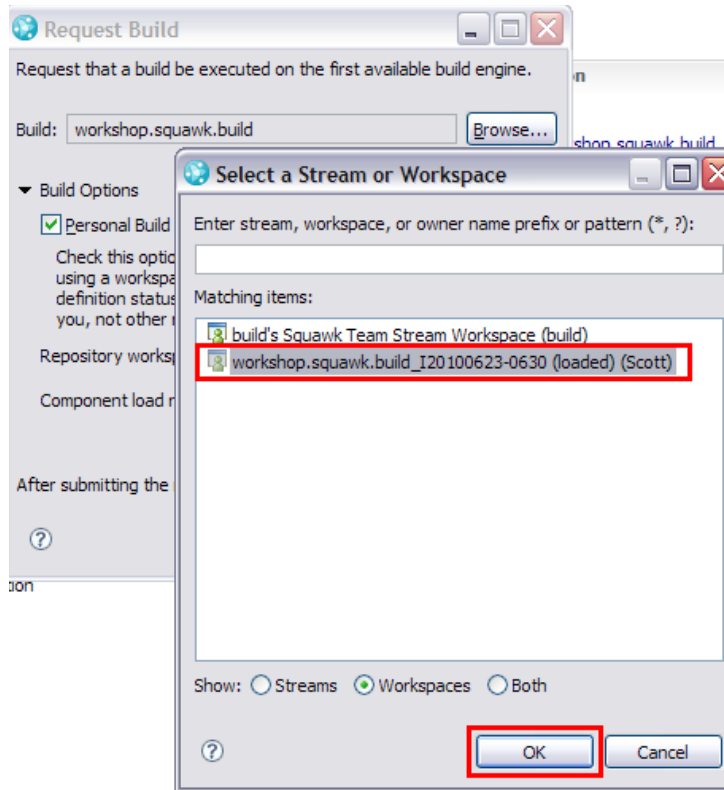 Request Build
Request that a build be executed on the first available build engine.
on
Build: workshop.squawk.build Browse...
shop.squawk.build
Build Options
Personal Build
Check this optio
using a workspa
definition status
you, not other
Repository worksp
Component load r
After submitting the
tion
Select a Stream or Workspace
Enter stream, workspace, or owner name prefix or pattern (*, ?):
Matching items:
build's Squawk Team Stream Workspace (build)
workshop.squawk.build_I20100623-0630 (loaded) (Scott)
Show: Streams Workspaces Both
OK Cancel